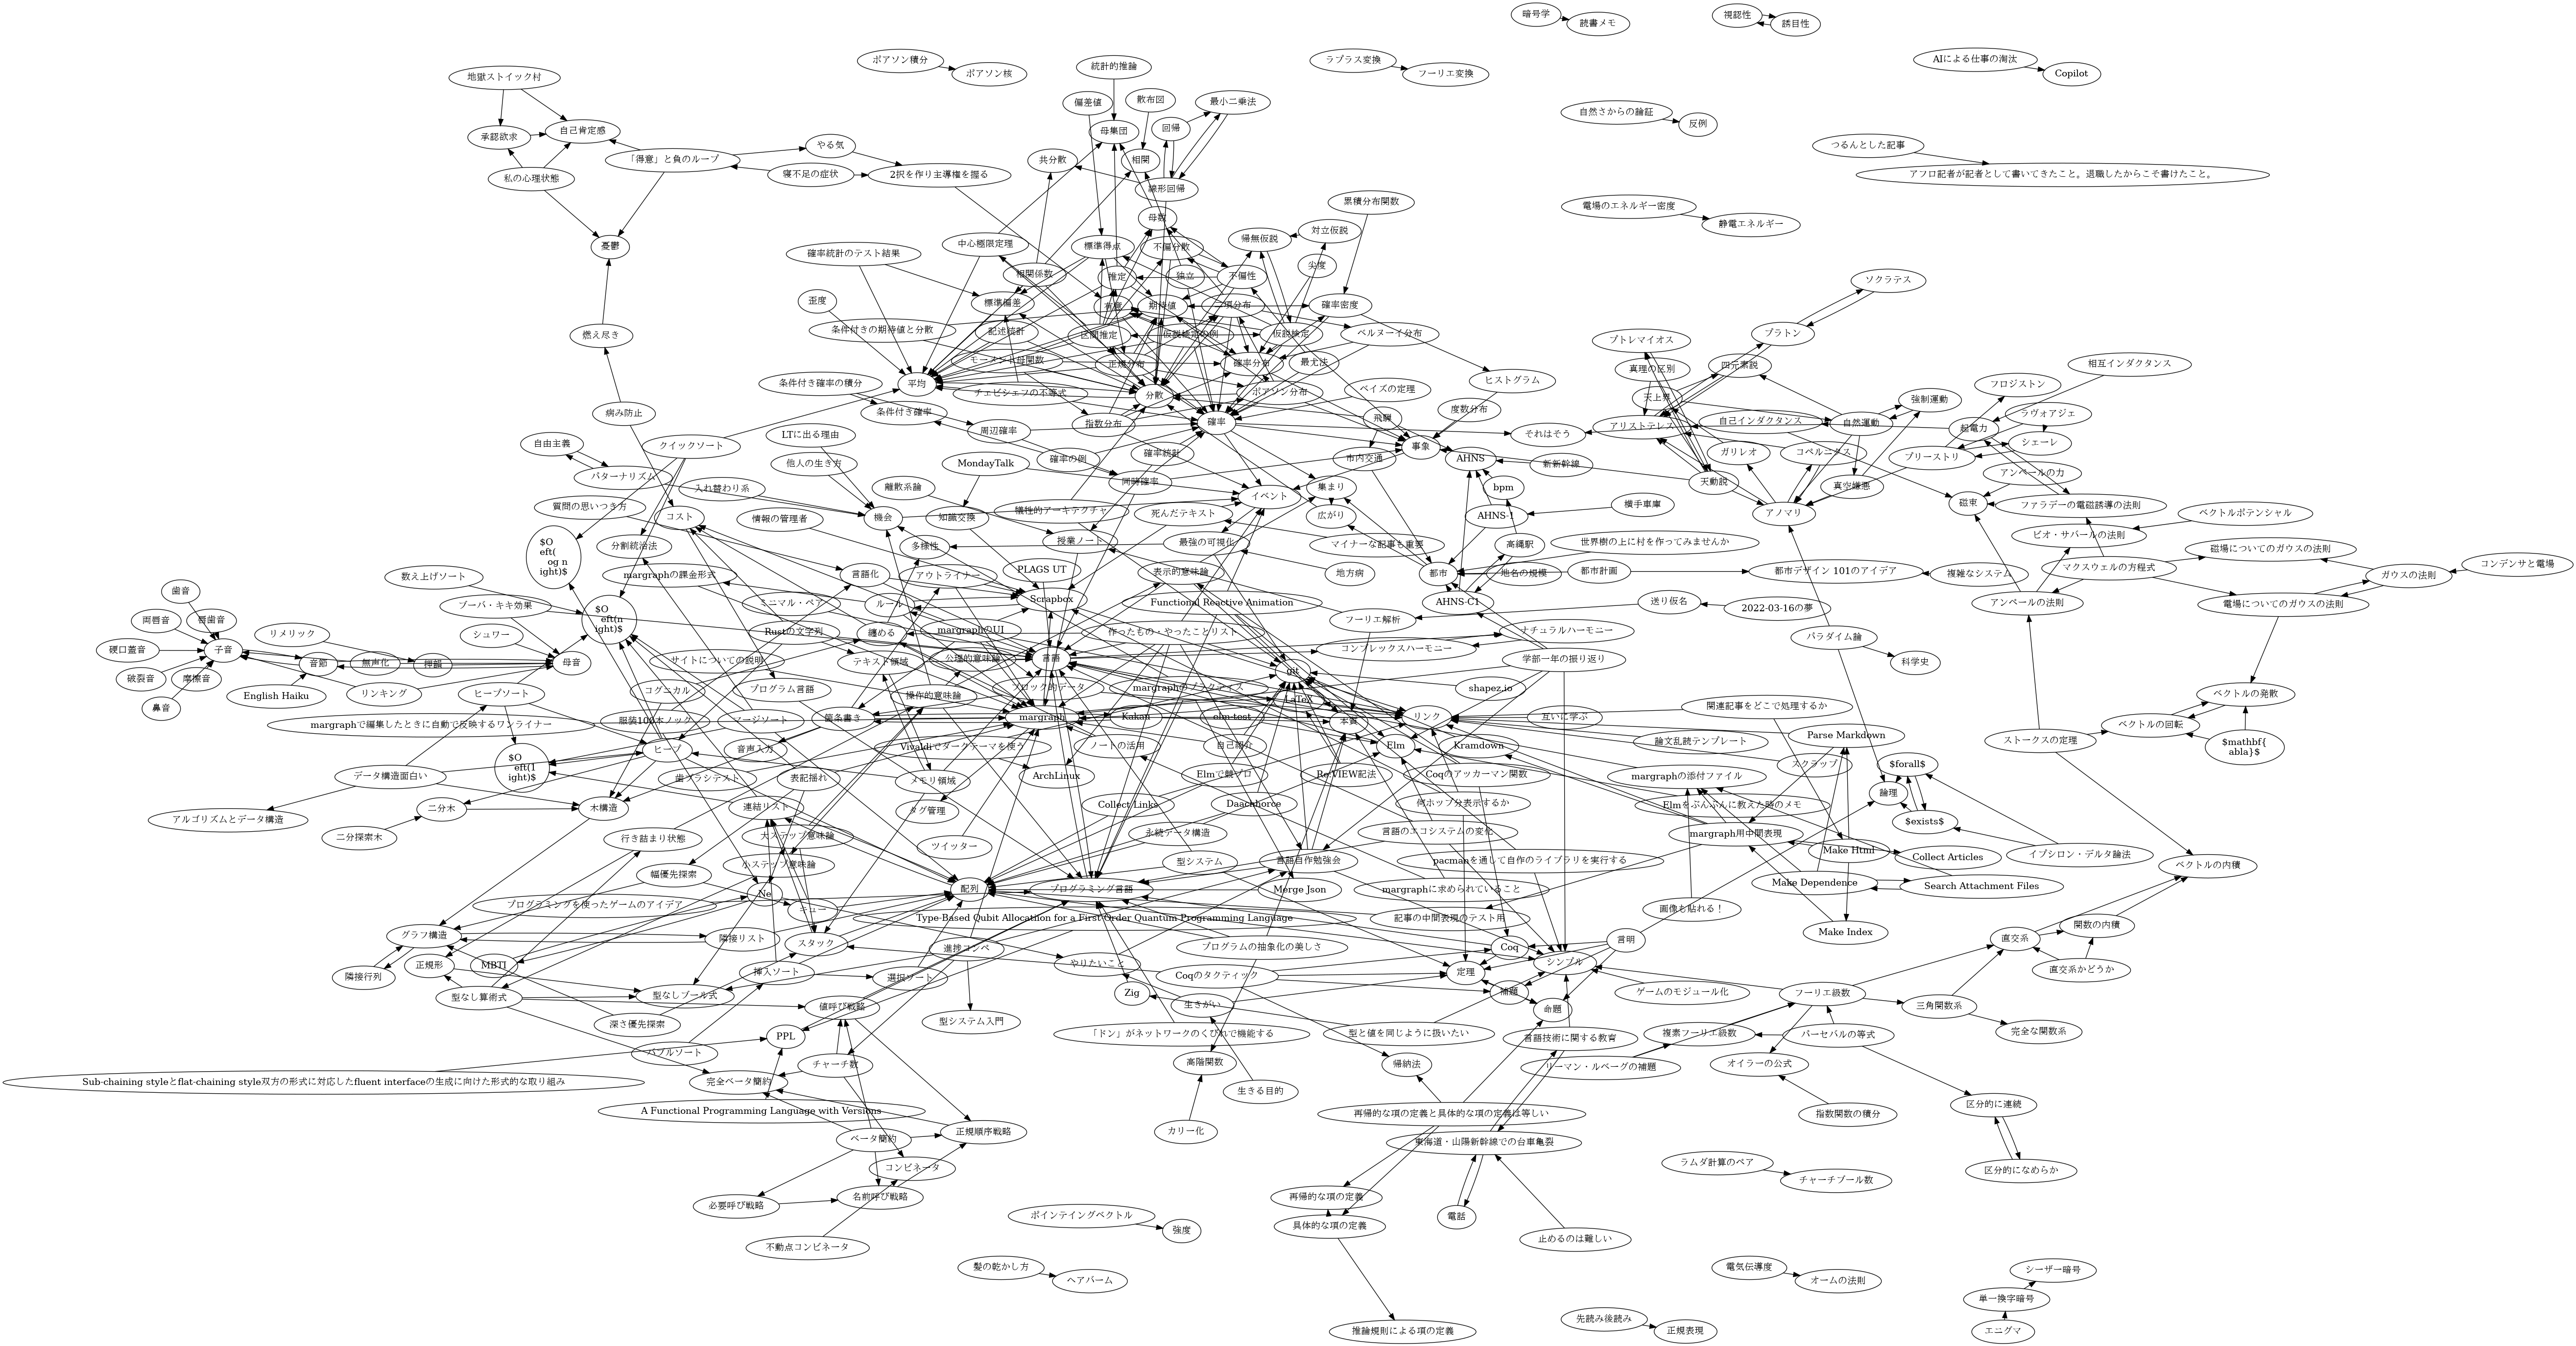 暗号学
読書メモ
視認性
誘目性
ポアソン積分
ポアソン核
統計的推論
ラプラス変換
フーリエ変換
AIによる仕事の淘汰
Copilot
地獄ストイック村
偏差値
散布図
最小二乗法
自然さからの論証
反例
承認欲求
自己肯定感
母集団
回帰
つるんとした記事
アフロ記者が記者として書いてきたこと。退職したからこそ書けたこと。
「得意」と負のループ
やる気
共分散
相関
私の心理状態
寝不足の症状
2択を作り主導権を握る
線形回帰
累積分布関数
電場のエネルギー密度
静電エネルギー
母数
憂鬱
中心極限定理
標準得点
不偏分散
帰無仮説
対立仮説
確率統計のテスト結果
相関係数
推定
独立
不偏性
尖度
ソクラテス
歪度
標準偏差
期待値
確率密度
条件付きの期待値と分散
記述統計
区間推定
仮説検定の例
仮説検定
ベルヌーイ分布
プラトン
燃え尽き
プトレマイオス
真理の区別
四元素説
相互インダクタンス
モーメント母関数
正規分布
確率分布
最尤法
平均
チェビシェフの不等式
分散
ポアソン分布
ヒストグラム
天上界
フロジストン
条件付き確率の積分
条件付き確率
ベイズの定理
強制運動
病み防止
周辺確率
指数分布
確率
飛騨
度数分布
それはそう
アリストテレス
自己インダクタンス
自然運動
起電力
ラヴォアジェ
シェーレ
自由主義
クイックソート
LTに出る理由
確率の例
確率統計
事象
市内交通
AHNS
新新幹線
ガリレオ
コペルニクス
プリーストリ
パターナリズム
入れ替わり系
他人の生き方
MondayTalk
同時確率
天動説
真空嫌悪
アンペールの力
質問の思いつき方
コスト
情報の管理者
機会
離散系論
知識交換
犠牲的アーキテクチャ
イベント
集まり
広がり
bpm
AHNS-1
横手車庫
アノマリ
磁束
ファラデーの電磁誘導の法則
ベクトルポテンシャル
死んだテキスト
ビオ・サバールの法則
分割統治法
多様性
授業ノート
最強の可視化
マイナーな記事も重要
高縄駅
世界樹の上に村を作ってみませんか
磁場についてのガウスの法則
数え上げソート
margraphの課金形式
言語化
アウトライナー
PLAGS UT
表示的意味論
地方病
都市
地名の規模
都市計画
都市デザイン 101のアイデア
複雑なシステム
マクスウェルの方程式
ガウスの法則
コンデンサと電場
歯音
ブーバ・キキ効果
ミニマル・ペア
ルール
Scrapbox
Functional Reactive Animation
AHNS-C1
送り仮名
2022-03-16の夢
アンペールの法則
電場についてのガウスの法則
両唇音
唇歯音
リメリック
シュワー
Rustの文字列
纏める
margraphのUI
作ったもの・やったことリスト
フーリエ解析
ナチュラルハーモニー
パラダイム論
硬口蓋音
子音
音節
無声化
押韻
母音
サイトについての説明
テキスト領域
公理的意味論
言語
コンプレックスハーモニー
学部一年の振り返り
科学史
破裂音
摩擦音
English Haiku
リンキング
ヒープソート
コグニカル
プログラム言語
操作的意味論
ブロック的データ
margraphのプラクティス
git
shapez.io
鼻音
LaTeX
ベクトルの発散
margraphで編集したときに自動で反映するワンライナー
服装100本ノック
マージソート
箇条書き
margraph
Kakari
elm-test
本質
リンク
互いに学ぶ
関連記事をどこで処理するか
ベクトルの回転
ヒープ
音声入力
Vivaldiでダークテーマを使う
ノートの活用
自己紹介
Elm
Kramdown
論文乱読テンプレート
Parse Markdown
ストークスの定理
データ構造面白い
歯ブラシテスト
表記揺れ
メモリ領域
ArchLinux
Elmで競プロ
Re:VIEW記法
Coqのアッカーマン関数
スクラップ
margraphの添付ファイル
$forall$
二分木
木構造
連結リスト
タグ管理
Collect Links
Daachhorce
何ホップ分表示するか
Elmをぶんぶんに教えた時のメモ
論理
アルゴリズムとデータ構造
二分探索木
行き詰まり状態
大ステップ意味論
ツイッター
永続データ構造
言語のエコシステムの変化
margraph用中間表現
$exists$
小ステップ意味論
型システム
言語自作勉強会
pacmanを通して自作のライブラリを実行する
Make Html
Collect Articles
イプシロン・デルタ論法
幅優先探索
Ne
配列
プログラミング言語
Merge Json
margraphに求められていること
Make Dependence
Search Attachment Files
ベクトルの内積
プログラミングを使ったゲームのアイデア
キュー
Type-Based Qubit Allocation for a First-Order Quantum Programming Language
記事の中間表現のテスト用
画像も貼れる！
Make Index
グラフ構造
隣接リスト
スタック
進捗コンペ
プログラムの抽象化の美しさ
Coq
言明
直交系
関数の内積
隣接行列
正規形
MBTI
挿入ソート
選択ソート
やりたいこと
Coqのタクティック
定理
シンプル
直交系かどうか
型なし算術式
型なしブール式
値呼び戦略
Zig
生きがい
補題
ゲームのモジュール化
フーリエ級数
三角関数系
深さ優先探索
型システム入門
「ドン」がネットワークのくびれで機能する
型と値を同じように扱いたい
命題
複素フーリエ級数
パーセバルの等式
完全な関数系
バブルソート
PPL
チャーチ数
高階関数
帰納法
言語技術に関する教育
リーマン・ルベーグの補題
オイラーの公式
Sub-chaining styleとflat-chaining style双方の形式に対応したfluent interfaceの生成に向けた形式的な取り組み
完全ベータ簡約
生きる目的
指数関数の積分
区分的に連続
A Functional Programming Language with Versions
ベータ簡約
正規順序戦略
カリー化
再帰的な項の定義と具体的な項の定義は等しい
東海道・山陽新幹線での台車亀裂
区分的になめらか
コンビネータ
ラムダ計算のペア
チャーチブール数
必要呼び戦略
名前呼び戦略
再帰的な項の定義
具体的な項の定義
電話
ポインティングベクトル
強度
不動点コンビネータ
止めるのは難しい
髪の乾かし方
ヘアバーム
電気伝導度
オームの法則
シーザー暗号
単一換字暗号
先読み後読み
正規表現
推論規則による項の定義
エニグマ